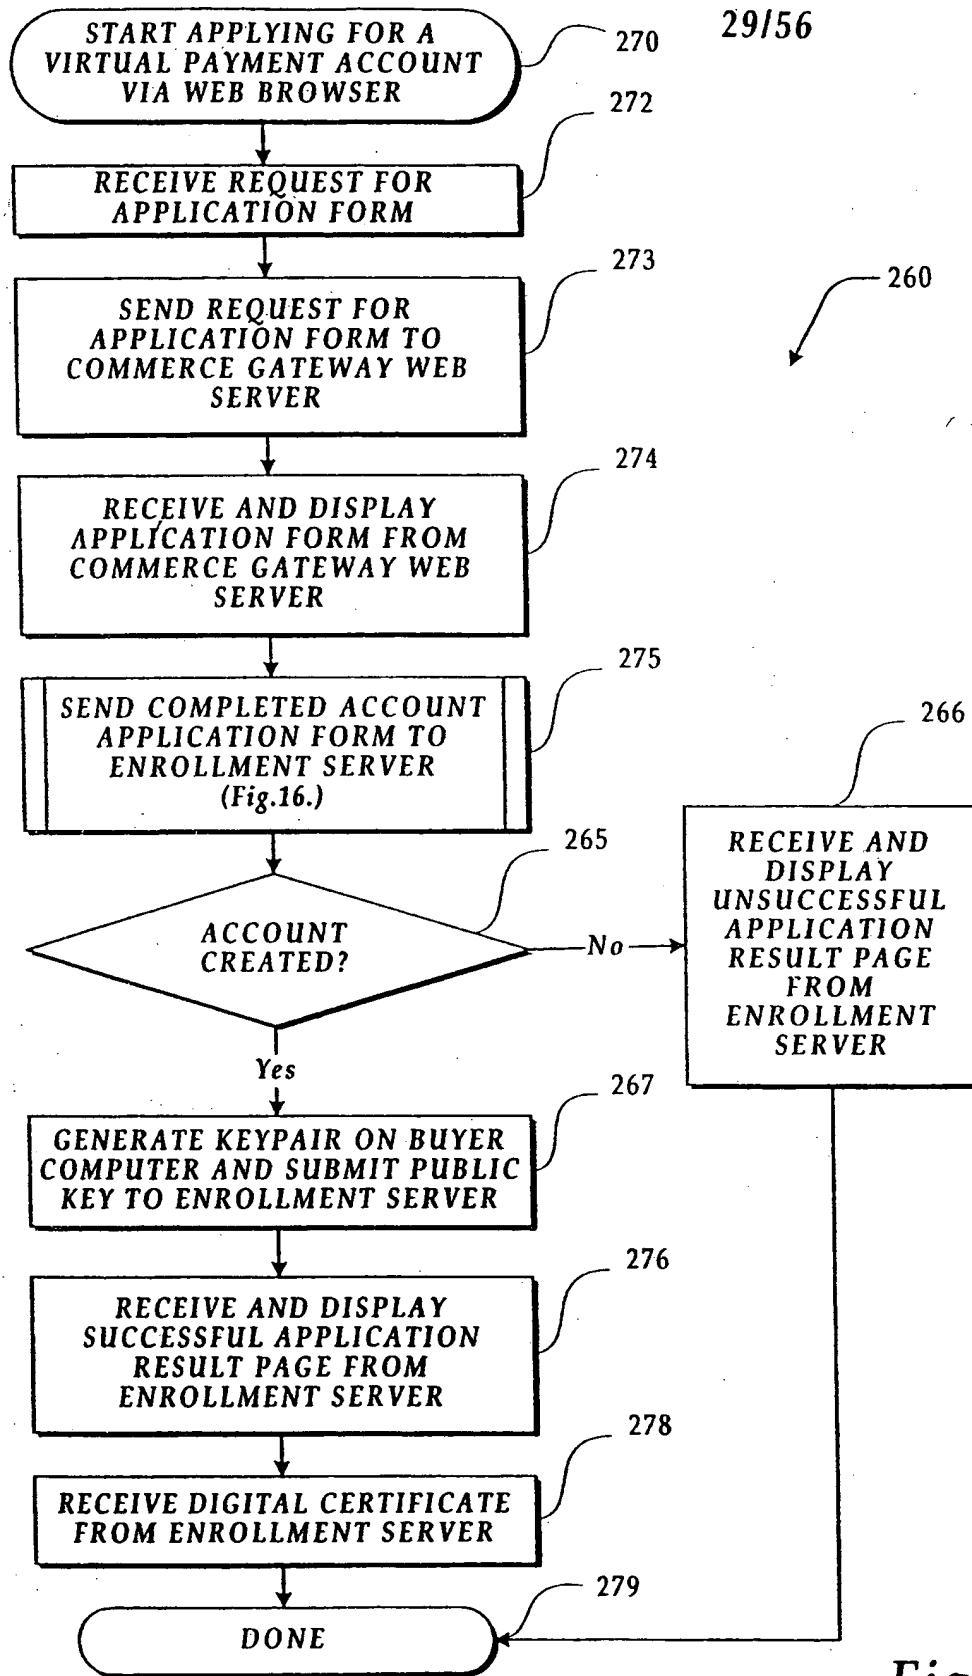 29/56
START APPLYING FOR A
VIRTUAL PAYMENT ACCOUNT
VIA WEB BROWSER
270
272
RECEIVE REQUEST FOR
APPLICATION FORM
273
SEND REQUEST FOR
APPLICATION FORM TO
COMMERCE GATEWAY WEB
SERVER
260
274
RECEIVE AND DISPLAY
APPLICATION FORM FROM
COMMERCE GATEWAY WEB
SERVER
275
SEND COMPLETED ACCOUNT
APPLICATION FORM TO
ENROLLMENT SERVER
(Fig.16.)
265
ACCOUNT
CREATED?
No
266
RECEIVE AND
DISPLAY
UNSUCCESSFUL
APPLICATION
RESULT PAGE
FROM
ENROLLMENT
SERVER
Yes
267
GENERATE KEYPAIR ON BUYER
COMPUTER AND SUBMIT PUBLIC
KEY TO ENROLLMENT SERVER
276
RECEIVE AND DISPLAY
SUCCESSFUL APPLICATION
RESULT PAGE FROM
ENROLLMENT SERVER
278
RECEIVE DIGITAL CERTIFICATE
FROM ENROLLMENT SERVER
279
DONE